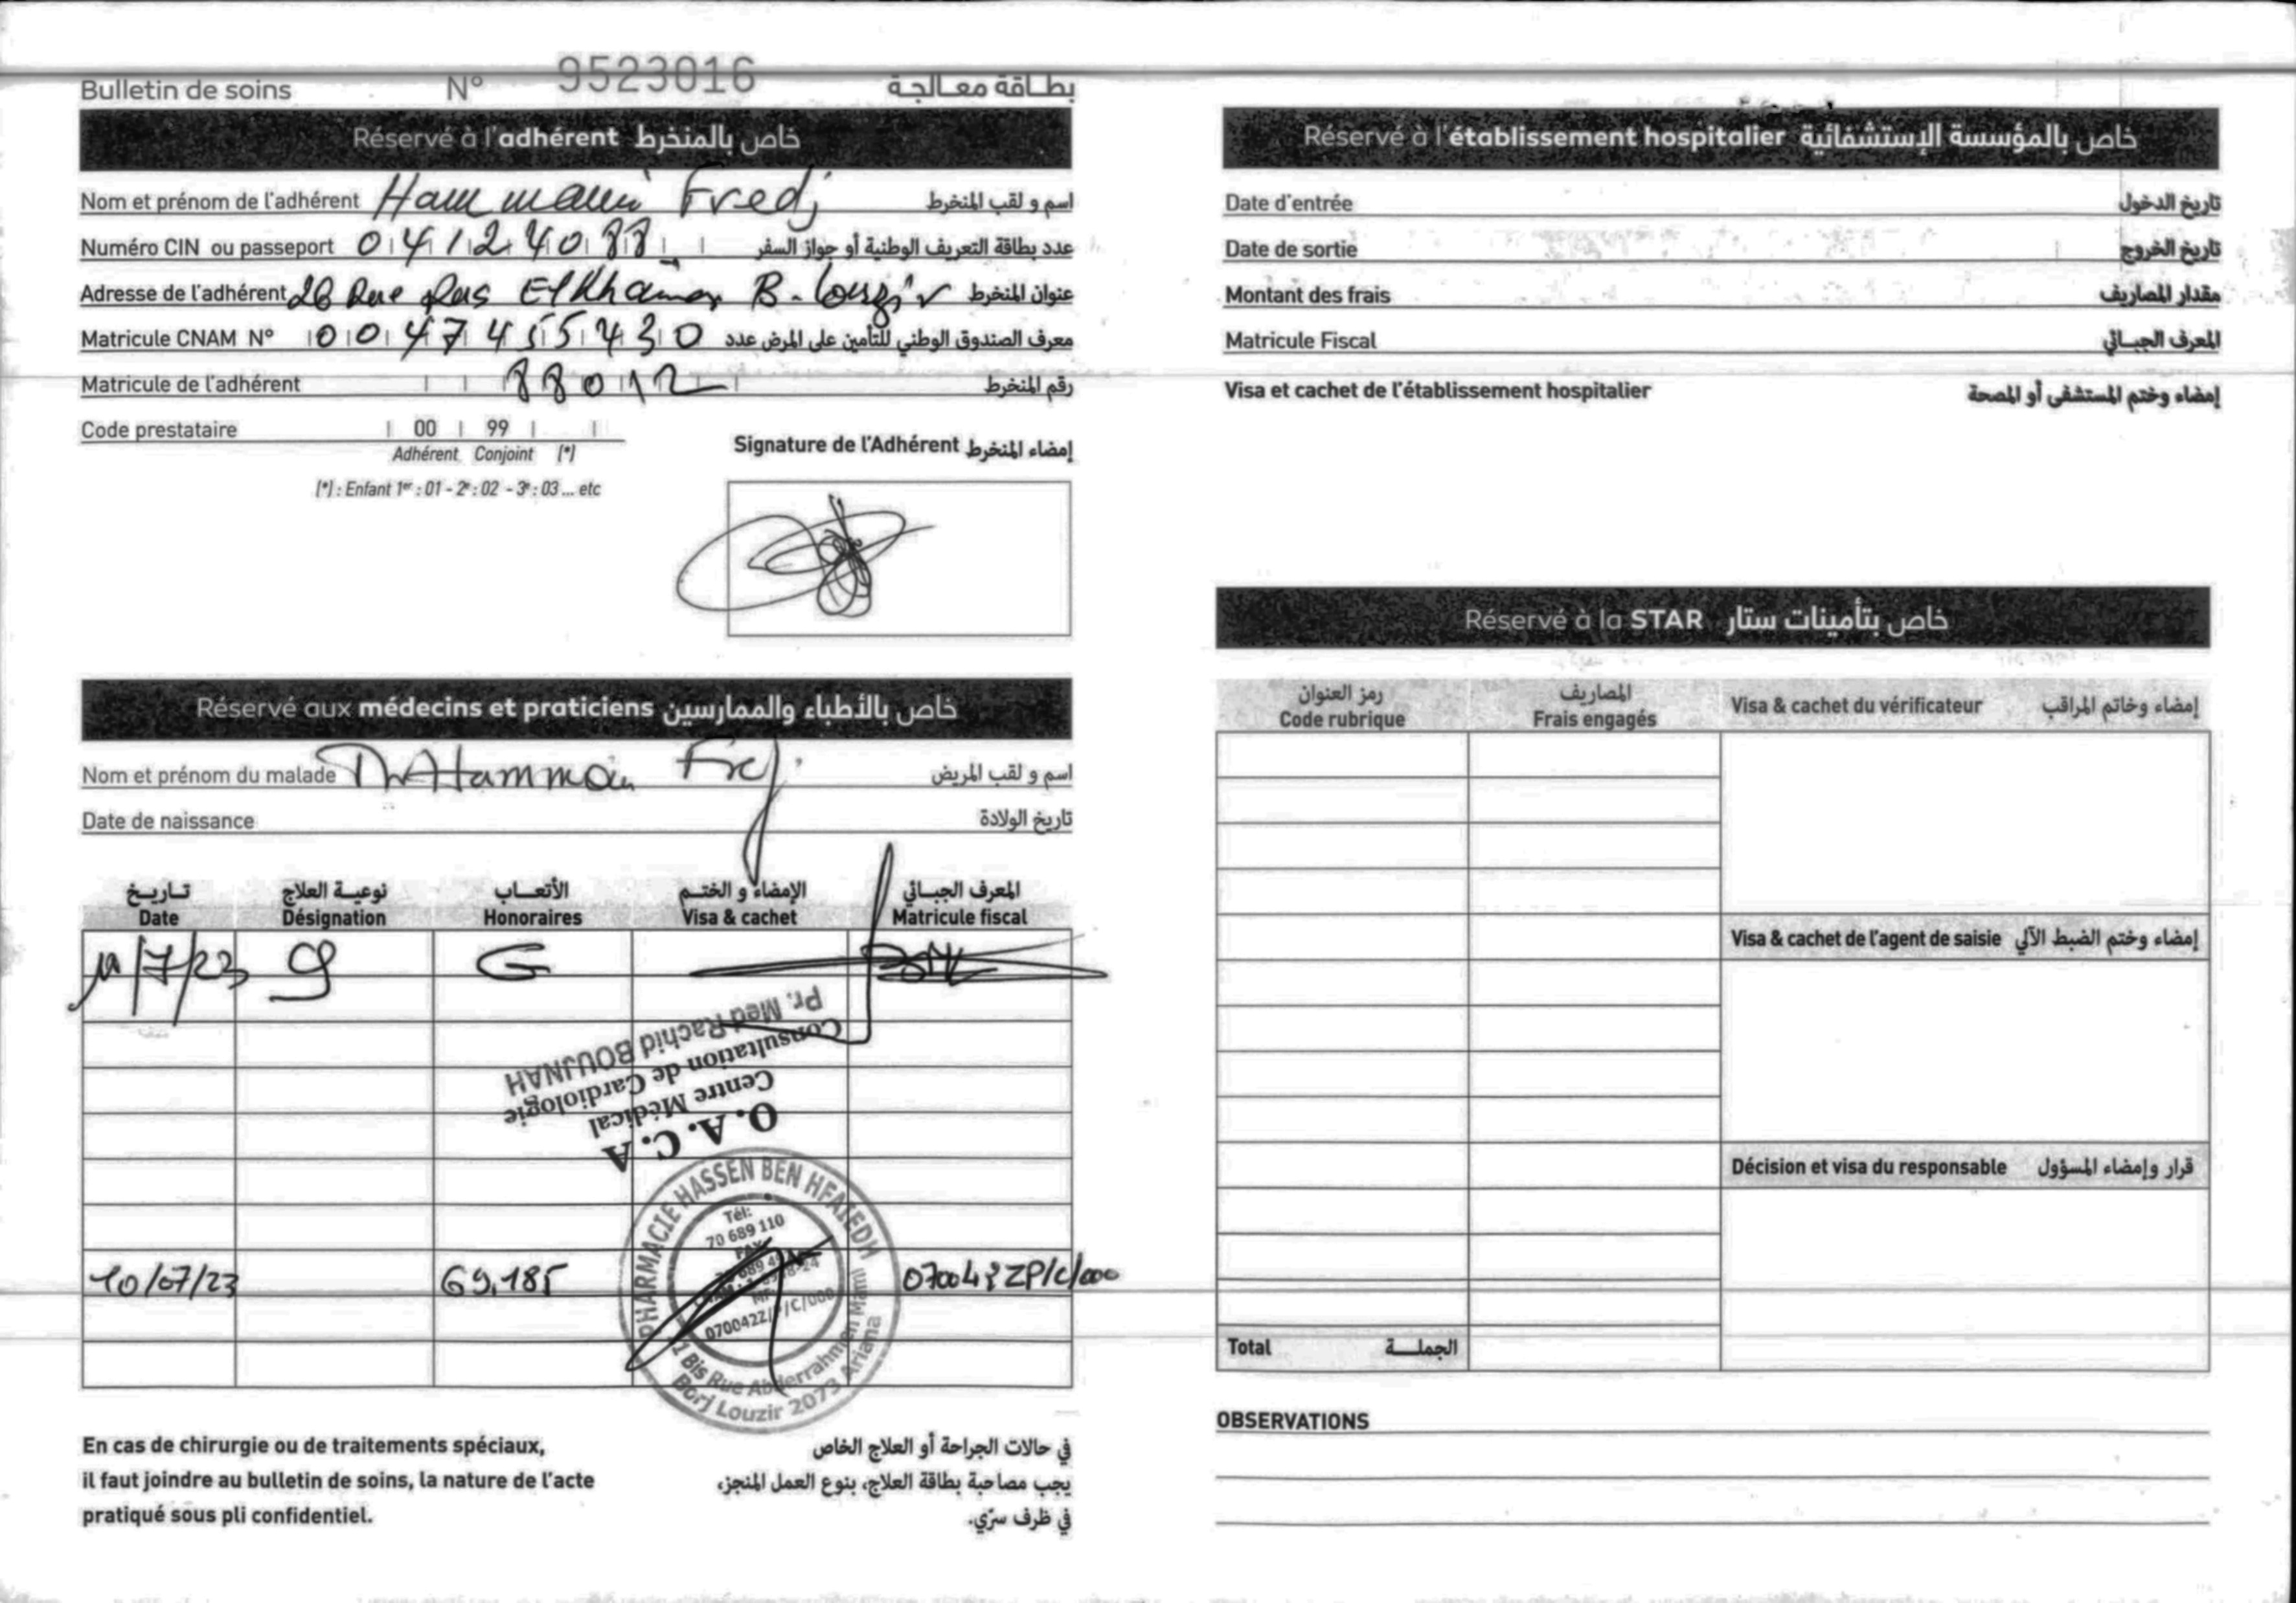 Bulletin de soins N° 9523016 بطاقة معالجة
Réservé à l'adhérent خاص بالمنخرط
Nom et prénom de l'adhérent Hammami Fredj اسم و لقب المنخرط
Numéro CIN ou passeport 04124088 عدد بطاقة التعريف الوطنية أو جواز السفر
Adresse de l'adhérent 26 Rue Ras El Khaima B. Louzir عنوان المنخرط
Matricule CNAM N° 0047455430 معرف الصندوق الوطني للتأمين على المرض عدد
Matricule de l'adhérent 88012 رقم المنخرط
Code prestataire 00 99
Adhérent Conjoint (*)
(*) : Enfant 1er : 01 - 2e : 02 - 3e : 03 ... etc
Signature de l'Adhérent إمضاء المنخرط
Réservé aux médecins et praticiens خاص بالأطباء والممارسين
Nom et prénom du malade Hammami Frej اسم و لقب المريض
Date de naissance تاريخ الولادة
تاريخ نوعية العلاج الأتعاب الإمضاء و الختم المعرف الجبائي
Date Désignation Honoraires Visa & cachet Matricule fiscal
/7/23 G
Pr. Med Rachid BOUJNAH
Consultation de Cardiologie
Centre Médical
O.A.C.A
PHARMACIE HASSEN BEN HFAIEDH
Tél:
70 689 110
FAX
MF:
070042Z/P/C/000
1 Bis Rue Abderrahmen Mami
Borj Louzir 2073 Ariana
10/07/23 69,185 070042ZP/C/000
En cas de chirurgie ou de traitements spéciaux,
il faut joindre au bulletin de soins, la nature de l'acte
pratiqué sous pli confidentiel.
في حالات الجراحة أو العلاج الخاص
يجب مصاحبة بطاقة العلاج، بنوع العمل المنجز،
في ظرف سرّي.
Réservé à l'établissement hospitalier خاص بالمؤسسة الإستشفائية
Date d'entrée تاريخ الدخول
Date de sortie تاريخ الخروج
Montant des frais مقدار المصاريف
Matricule Fiscal المعرف الجبائي
Visa et cachet de l'établissement hospitalier إمضاء وختم المستشفى أو المصحة
Réservé à la STAR خاص بتأمينات ستار
رمز العنوان المصاريف
Code rubrique Frais engagés Visa & cachet du vérificateur إمضاء وخاتم المراقب
Visa & cachet de l'agent de saisie إمضاء وختم الضبط الآلي
Décision et visa du responsable قرار وإمضاء المسؤول
Total الجملة
OBSERVATIONS